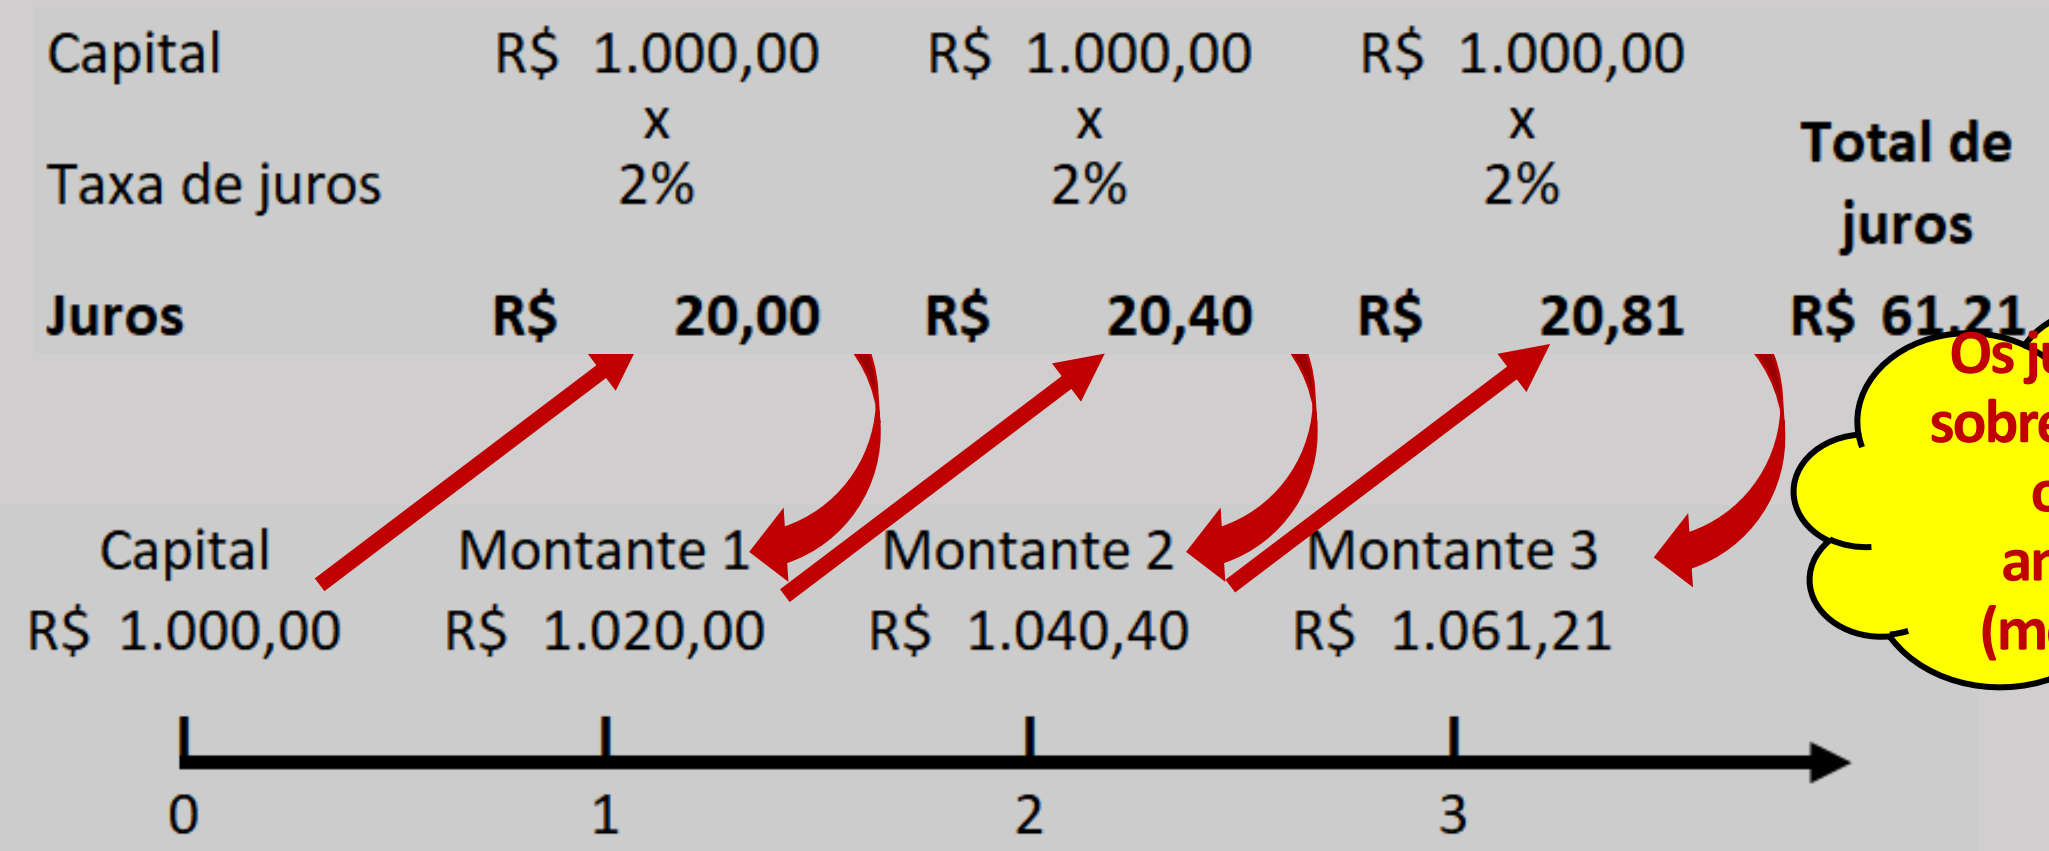 Capital R$ 1.000,00 R$ 1.000,00 R$ 1.000,00
x x x
Taxa de juros 2% 2% 2%
Total de
juros
Juros R$ 20,00 R$ 20,40 R$ 20,81 R$ 61,21
Os
sobre
Capital Montante 1 Montante 2 Montante 3
R$ 1.000,00 R$ 1.020,00 R$ 1.040,40 R$ 1.061,21
0 1 2 3